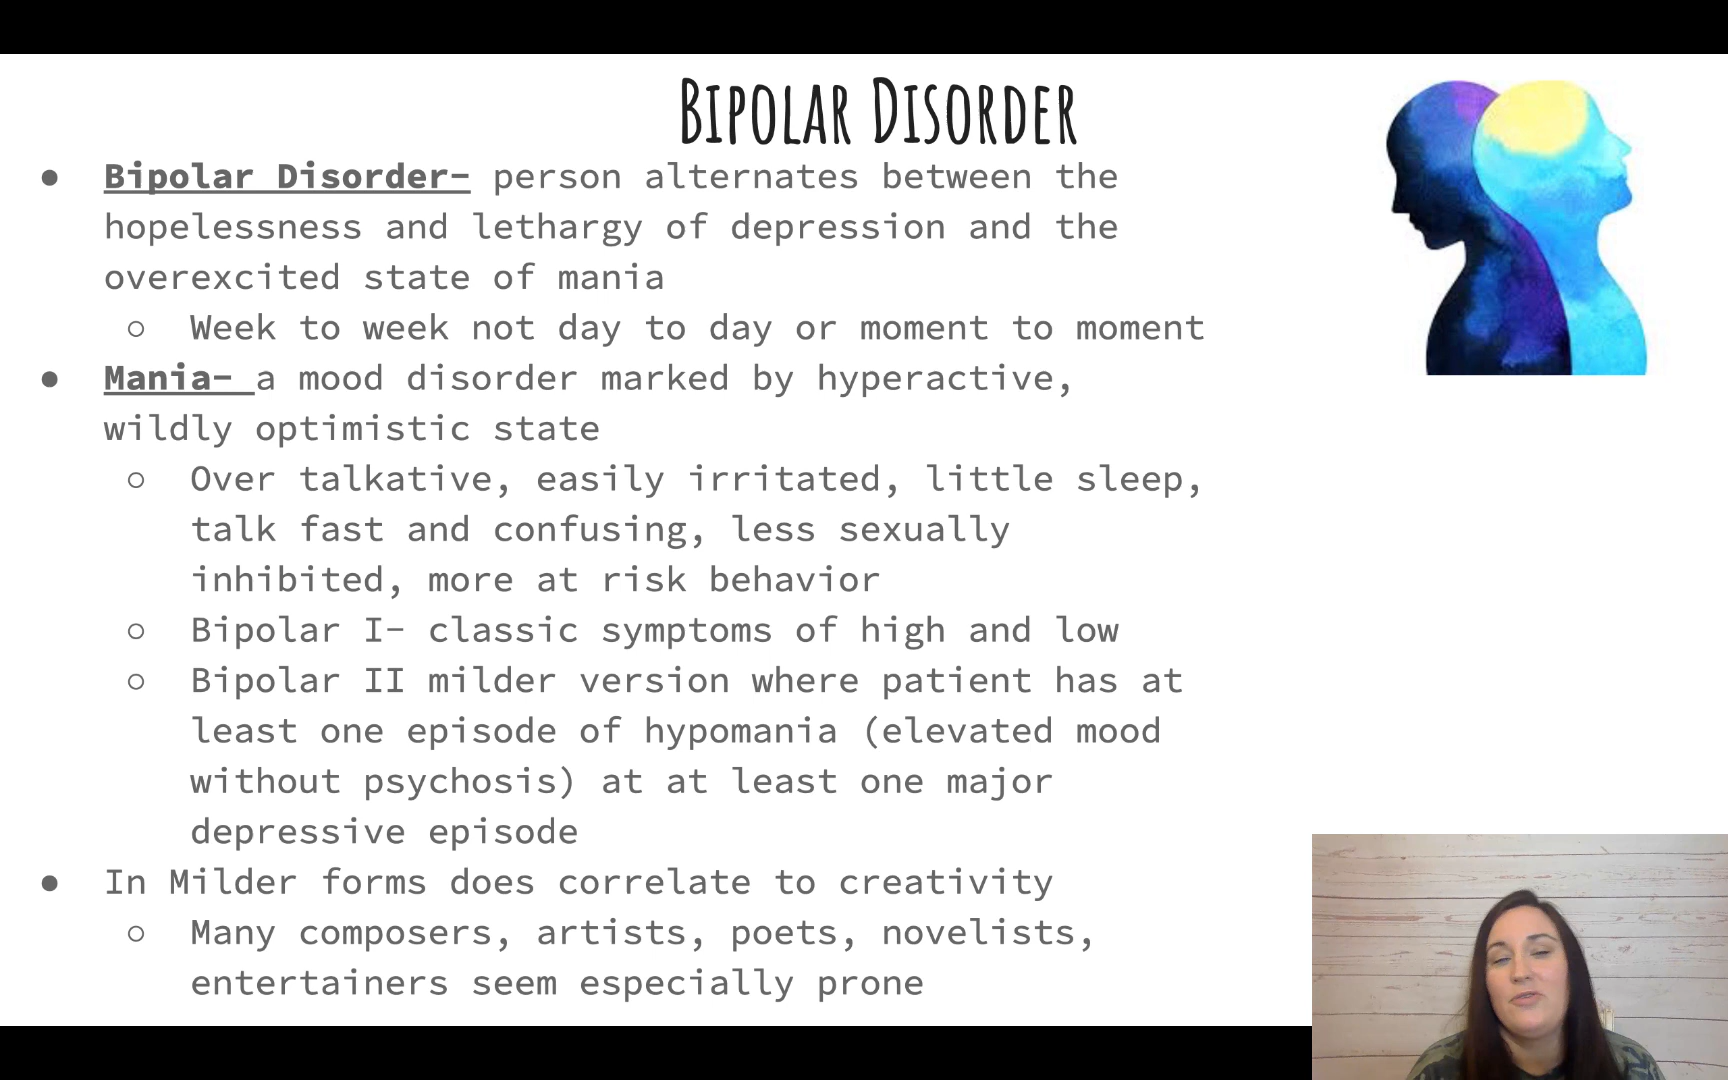 Bipolar Disorder
● Bipolar Disorder- person alternates between the
hopelessness and lethargy of depression and the
overexcited state of mania
○ Week to week not day to day or moment to moment
● Mania- a mood disorder marked by hyperactive,
wildly optimistic state
○ Over talkative, easily irritated, little sleep,
talk fast and confusing, less sexually
inhibited, more at risk behavior
○ Bipolar I- classic symptoms of high and low
○ Bipolar II milder version where patient has at
least one episode of hypomania (elevated mood
without psychosis) at at least one major
depressive episode
● In Milder forms does correlate to creativity
○ Many composers, artists, poets, novelists,
entertainers seem especially prone